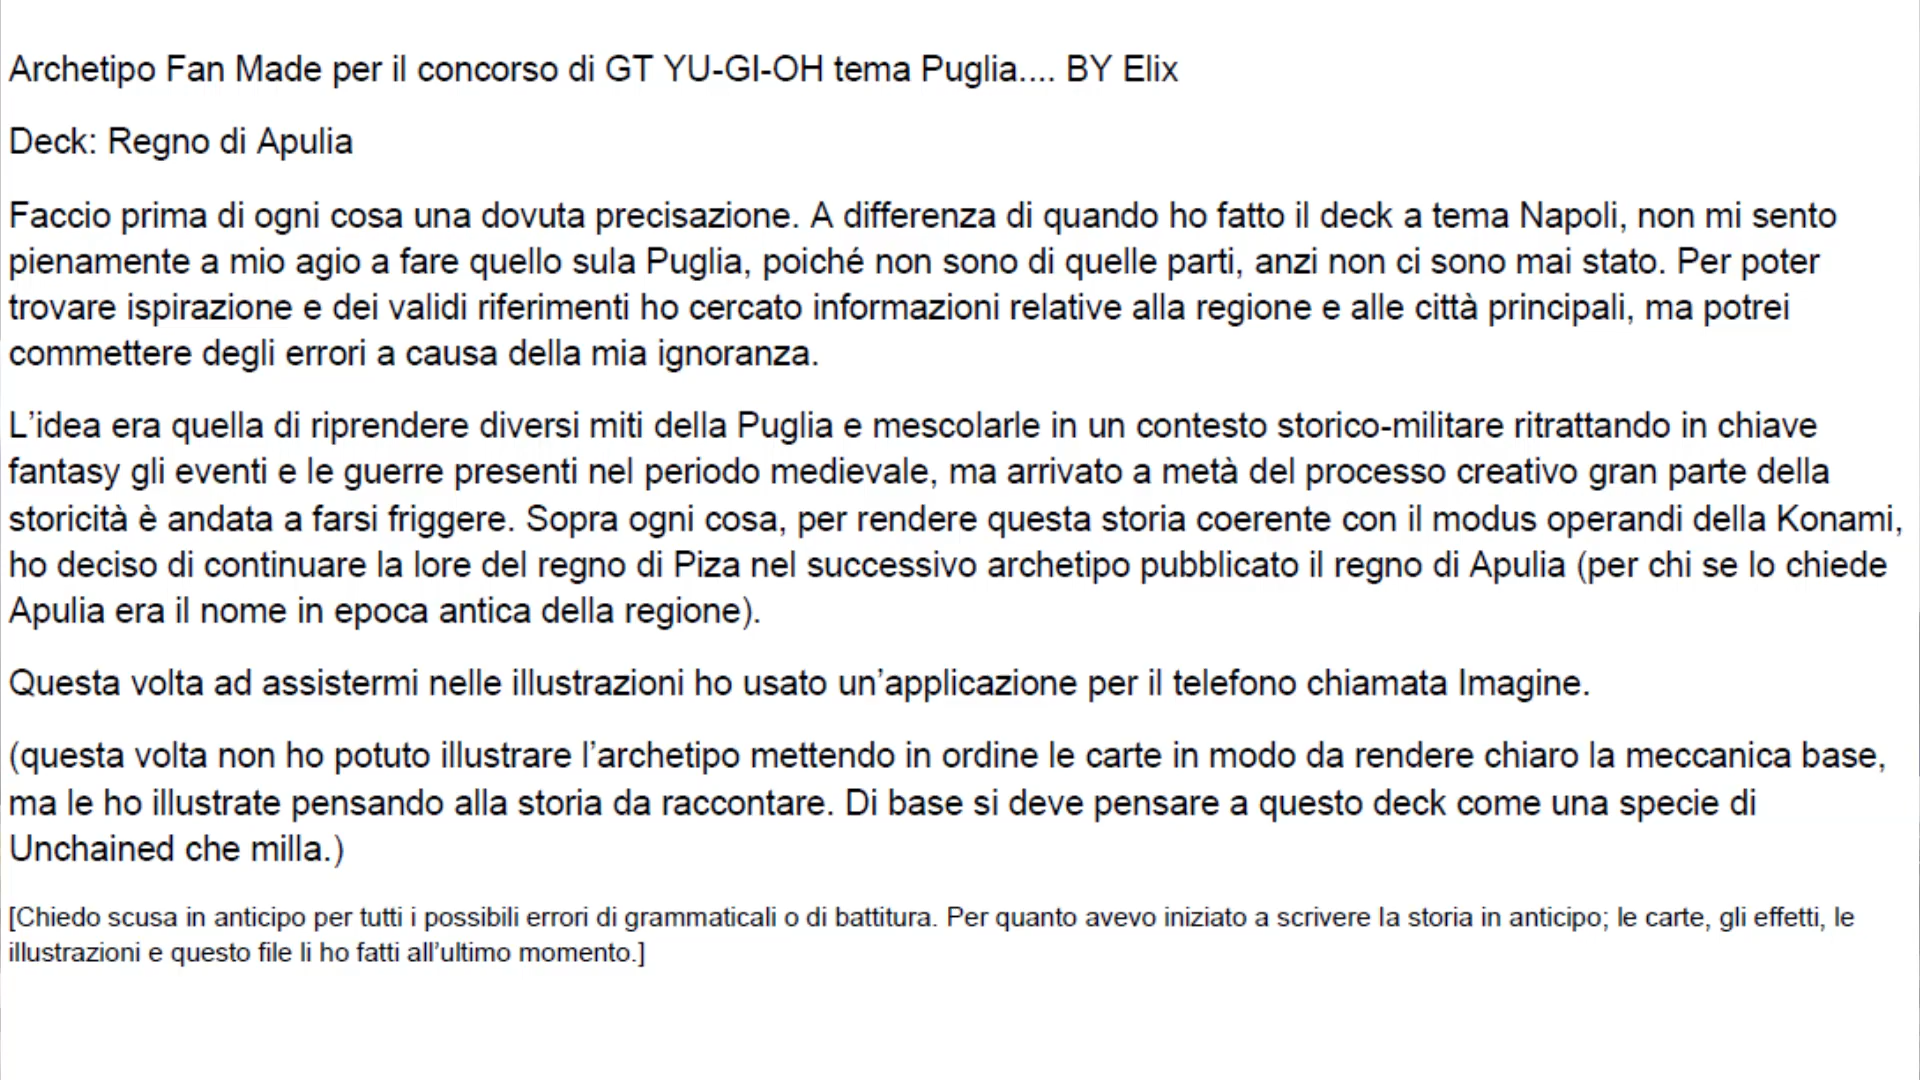 Archetipo Fan Made per il concorso di GT YU-GI-OH tema Puglia.... BY Elix
Deck: Regno di Apulia
Faccio prima di ogni cosa una dovuta precisazione. A differenza di quando ho fatto il deck a tema Napoli, non mi sento
pienamente a mio agio a fare quello sula Puglia, poiché non sono di quelle parti, anzi non ci sono mai stato. Per poter
trovare ispirazione e dei validi riferimenti ho cercato informazioni relative alla regione e alle città principali, ma potrei
commettere degli errori a causa della mia ignoranza.
L'idea era quella di riprendere diversi miti della Puglia e mescolarle in un contesto storico-militare ritrattando in chiave
fantasy gli eventi e le guerre presenti nel periodo medievale, ma arrivato a metà del processo creativo gran parte della
storicità è andata a farsi friggere. Sopra ogni cosa, per rendere questa storia coerente con il modus operandi della Konami,
ho deciso di continuare la lore del regno di Piza nel successivo archetipo pubblicato il regno di Apulia (per chi se lo chiede
Apulia era il nome in epoca antica della regione).
Questa volta ad assistermi nelle illustrazioni ho usato un'applicazione per il telefono chiamata Imagine.
(questa volta non ho potuto illustrare l'archetipo mettendo in ordine le carte in modo da rendere chiaro la meccanica base,
ma le ho illustrate pensando alla storia da raccontare. Di base si deve pensare a questo deck come una specie di
Unchained che milla.)
[Chiedo scusa in anticipo per tutti i possibili errori di grammaticali o di battitura. Per quanto avevo iniziato a scrivere la storia in anticipo; le carte, gli effetti, le
illustrazioni e questo file li ho fatti all'ultimo momento.]